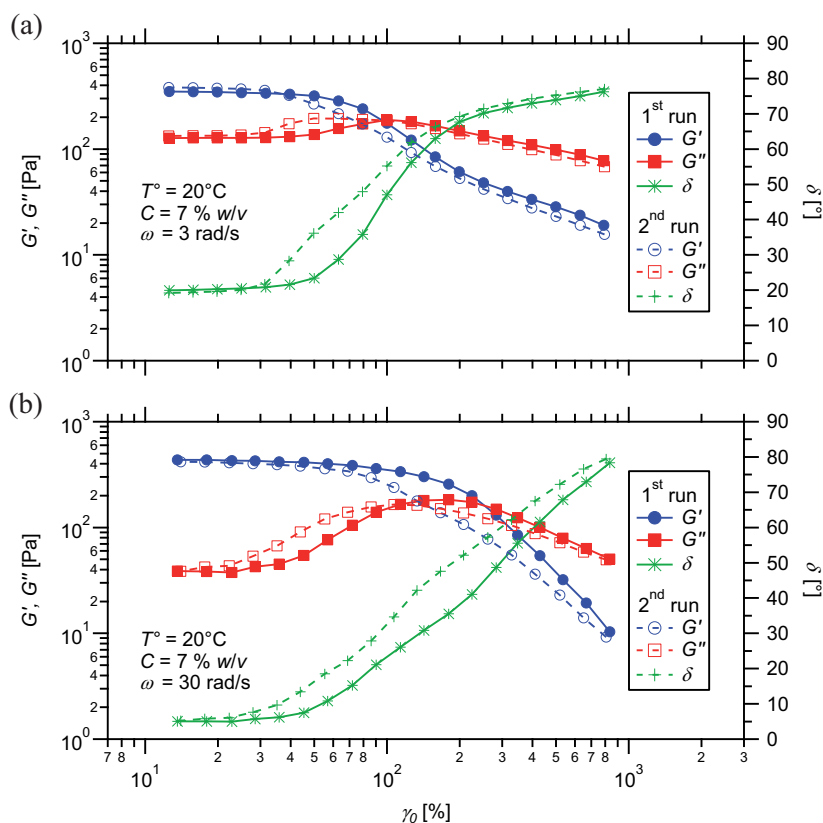 (a)
10³
6
4
2
10²
6
4
2
10¹
6
4
2
10⁰
G', G'' [Pa]
90
80
70
60
50
40
30
20
10
0
δ [°]
T° = 20°C
C = 7 % w/v
ω = 3 rad/s
1st run
G'
G''
δ
2nd run
G'
G''
δ
(b)
10³
6
4
2
10²
6
4
2
10¹
6
4
2
10⁰
G', G'' [Pa]
90
80
70
60
50
40
30
20
10
0
δ [°]
T° = 20°C
C = 7 % w/v
ω = 30 rad/s
1st run
G'
G''
δ
2nd run
G'
G''
δ
7 8 10¹ 2 3 4 5 6 7 8 10² 2 3 4 5 6 7 8 10³ 2 3
γ₀ [%]